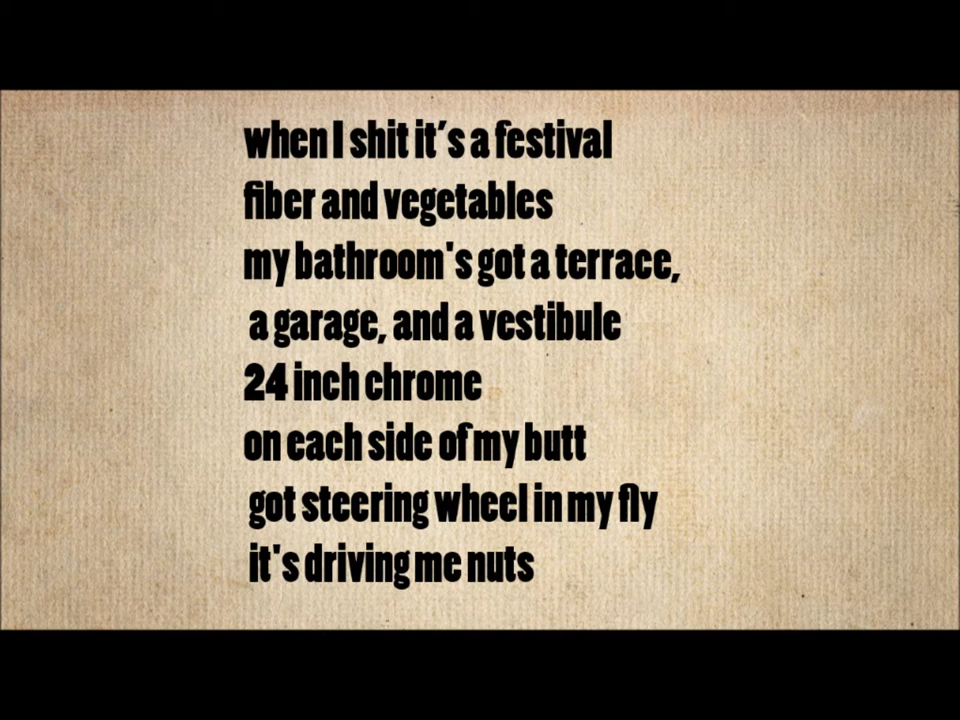 when I shit it's a festival
fiber and vegetables
my bathroom's got a terrace,
a garage, and a vestibule
24 inch chrome
on each side of my butt
got steering wheel in my fly
it's driving me nuts